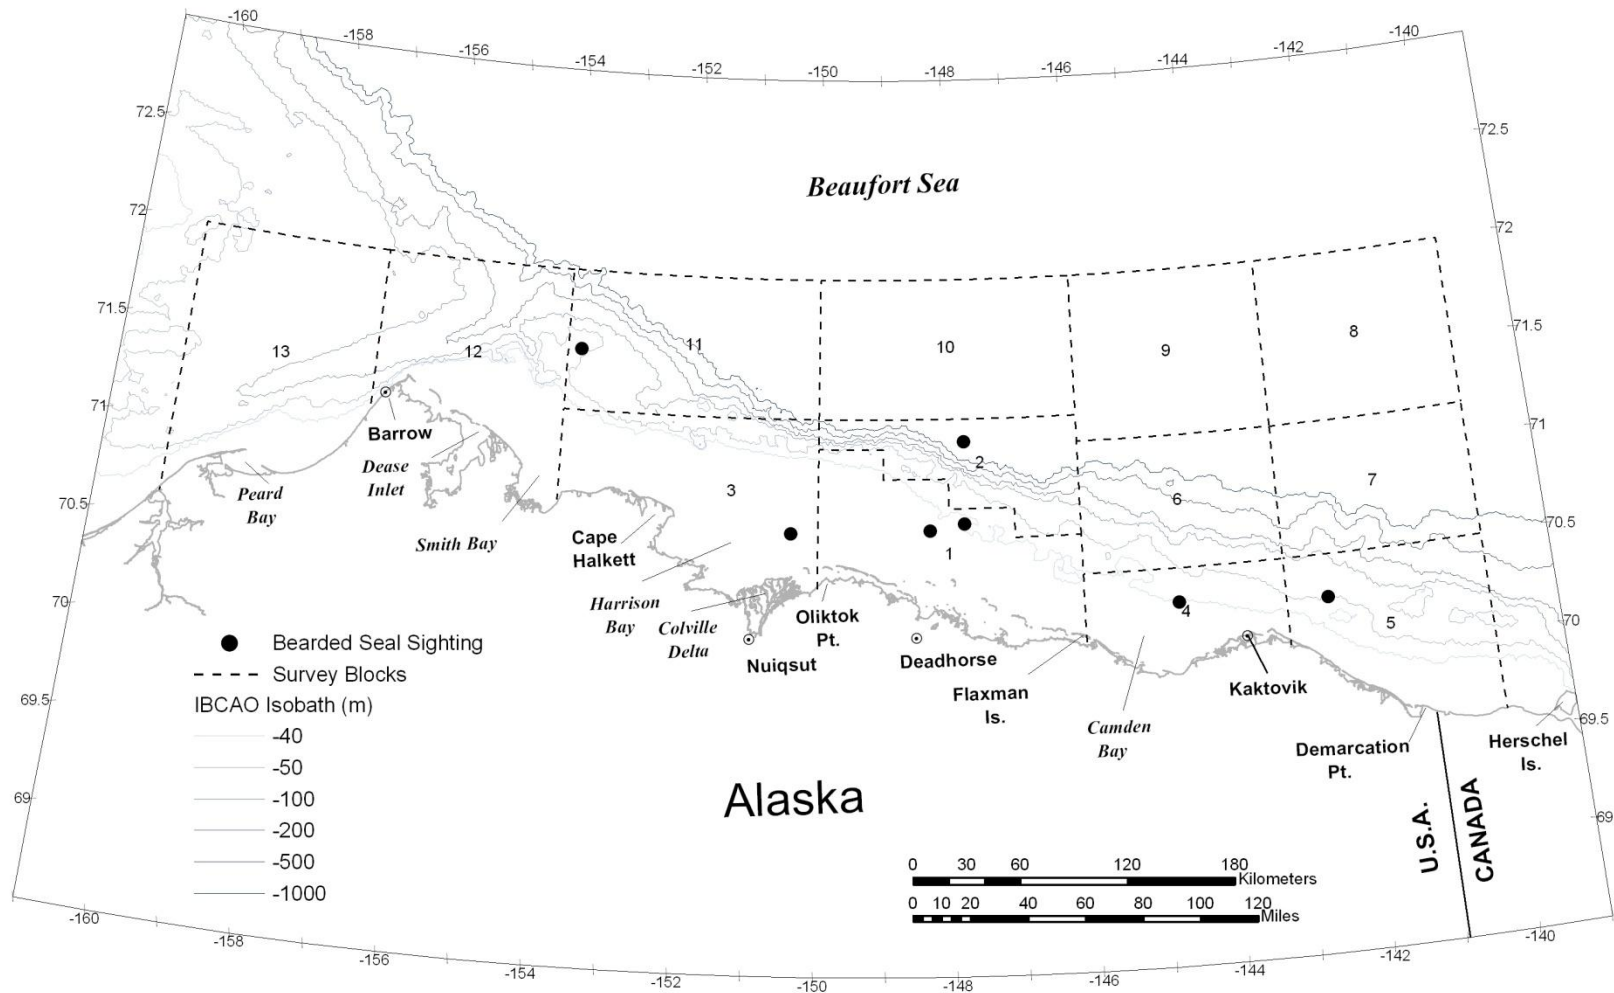 -160
-158
-156
-154
-152
-150
-148
-146
-144
-142
-140
72.5
72.5
Beaufort Sea
72
72
71.5
71.5
13
12
11
10
9
8
71
71
Barrow
Dease
Inlet
2
3
6
7
Peard
Bay
70.5
70.5
Smith Bay
Cape
Halkett
1
Harrison
Bay
Colville
Delta
Oliktok
Pt.
4
5
70
70
Nuiqsut
Deadhorse
Flaxman
Is.
Kaktovik
Camden
Bay
Demarcation
Pt.
Herschel
Is.
69.5
69.5
Bearded Seal Sighting
Survey Blocks
IBCAO Isobath (m)
-40
-50
-100
-200
-500
-1000
Alaska
U.S.A.
CANADA
69
69
0 30 60 120 180
Kilometers
0 10 20 40 60 80 100 120
Miles
-160
-158
-156
-154
-152
-150
-148
-146
-144
-142
-140